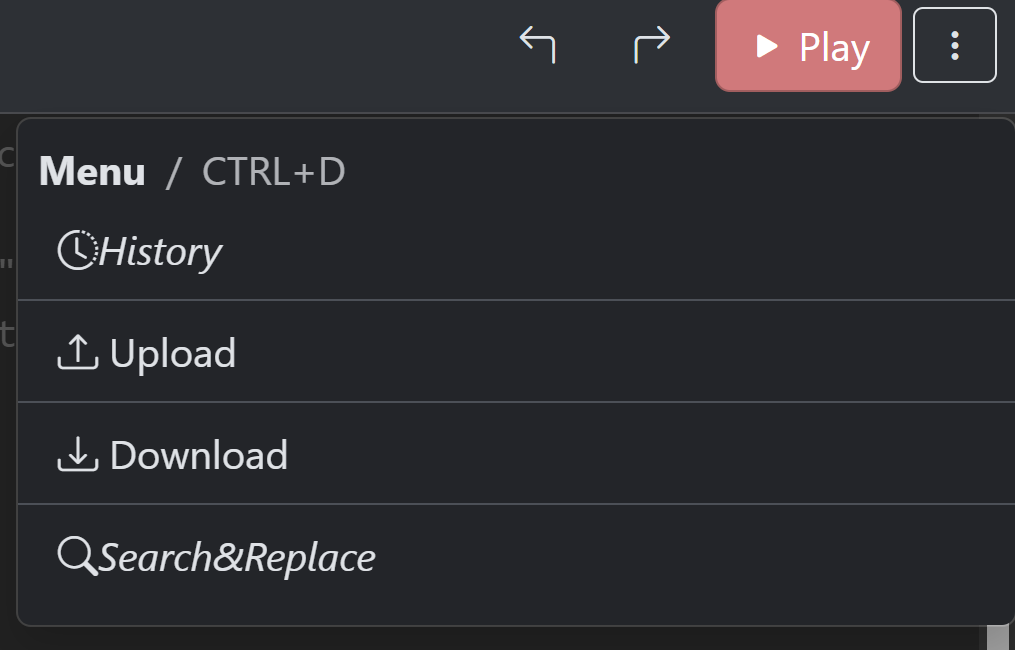 Play
Menu / CTRL+D
c
History
"
t
Upload
Download
Search&Replace